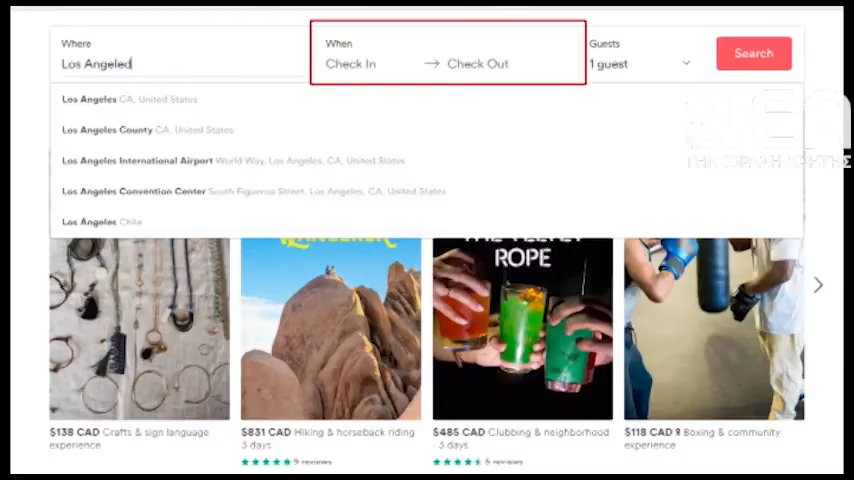 Where
Los Angeled
When
Check In → Check Out
Guests
1 guest
Search
Los Angeles CA, United States
Los Angeles County CA, United States
Los Angeles International Airport World Way, Los Angeles, CA, United States
Los Angeles Convention Center South Figueroa Street, Los Angeles, CA, United States
Los Angeles Chile
ROPE
$138 CAD Crafts & sign language
experience
$831 CAD Hiking & horseback riding
3 days
9 reviews
$485 CAD Clubbing & neighborhood
· 3 days
$118 CAD Boxing & community
experience
reviews